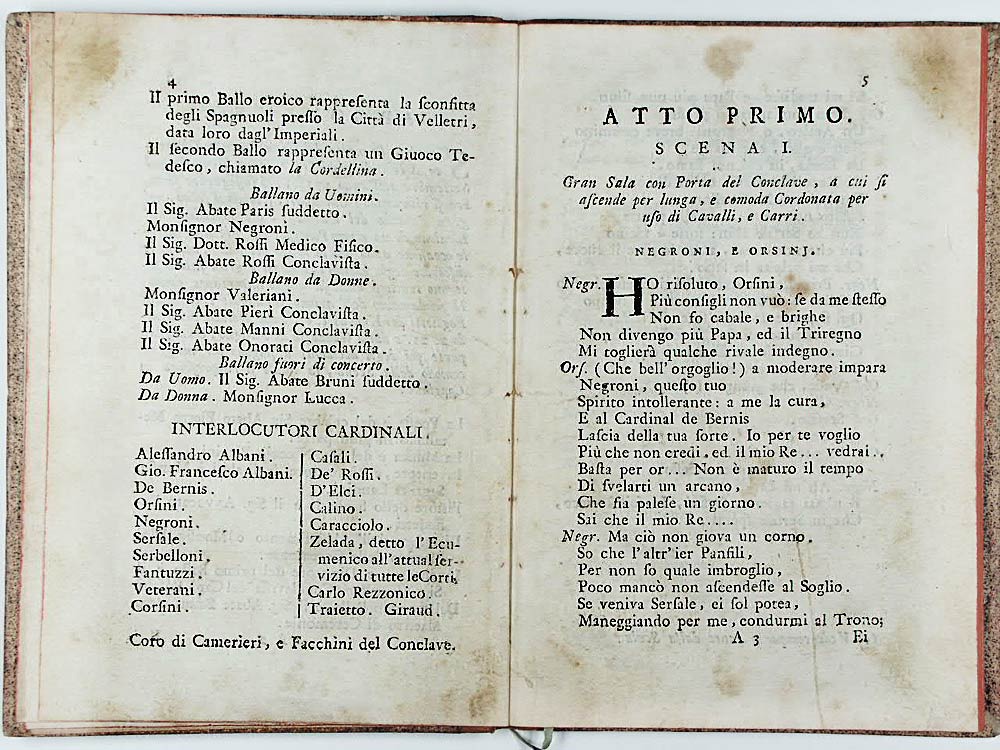 4
Il primo Ballo eroico rappreſenta la ſconfitta
degli Spagnuoli preſſo la Città di Velletri,
data loro dagl'Imperiali.
Il ſecondo Ballo rappreſenta un Giuoco Te-
deſco, chiamato la Cordellina.
Ballano da Uomini.
Il Sig. Abate Paris ſuddetto.
Monſignor Negroni.
Il Sig. Dott. Roſſi Medico Fiſico.
Il Sig. Abate Roſſi Conclaviſta.
Ballano da Donne.
Monſignor Valeriani.
Il Sig. Abate Pieri Conclaviſta.
Il Sig. Abate Manni Conclaviſta.
Il Sig. Abate Onorati Conclaviſta.
Ballano fuori di concerto.
Da Uomo. Il Sig. Abate Bruni ſuddetto.
Da Donna. Monſignor Lucca.
INTERLOCUTORI CARDINALI.
Aleſſandro Albani.
Gio. Franceſco Albani.
De Bernis.
Orſini.
Negroni.
Serſale.
Serbelloni.
Fantuzzi.
Veterani.
Corſini.
Caſali.
De' Roſſi.
D'Elci.
Calino.
Caracciolo.
Zelada, detto l'Ecu-
menico all'attual ſer-
vizio di tutte le Corti.
Carlo Rezzonico.
Traietto. Giraud.
Coro di Camerieri, e Facchini del Conclave.
5
ATTO PRIMO.
SCENA I.
Gran Sala con Porta del Conclave, a cui ſi
aſcende per lunga, e comoda Cordonata per
uſo di Cavalli, e Carri.
NEGRONI, E ORSINJ.
Negr. HO riſoluto, Orſini,
Più conſigli non vuò: ſe da me ſteſſo
Non fo cabale, e brighe
Non divengo più Papa, ed il Triregno
Mi toglierà qualche rivale indegno.
Orſ. (Che bell'orgoglio!) a moderare impara
Negroni, queſto tuo
Spirito intollerante: a me la cura,
E al Cardinal de Bernis
Laſcia della tua ſorte. Io per te voglio
Più che non credi, ed il mio Re... vedrai..
Baſta per or... Non è maturo il tempo
Di ſvelarti un arcano,
Che ſia paleſe un giorno.
Sai che il mio Re....
Negr. Ma ciò non giova un corno.
So che l'altr'ier Panfili,
Per non ſo quale imbroglio,
Poco mancò non aſcendeſſe al Soglio.
Se veniva Serſale, ei ſol potea,
Maneggiando per me, condurmi al Trono;
A 3
Ei